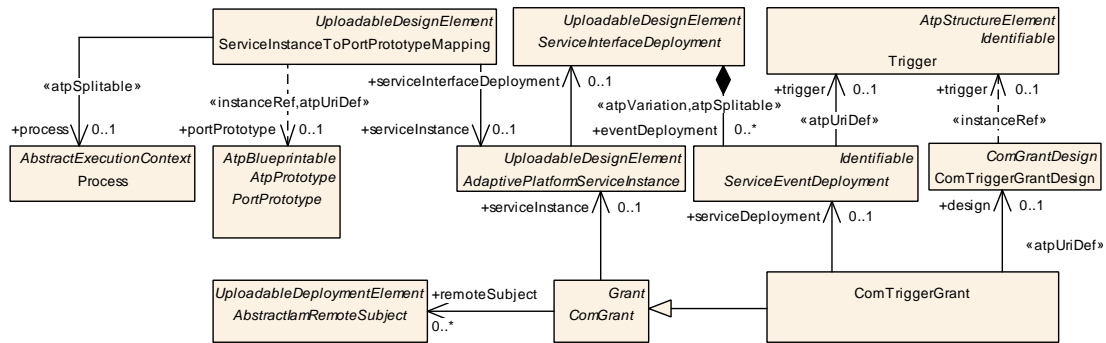 UploadableDesignElement
ServiceInstanceToPortPrototypeMapping
UploadableDesignElement
ServiceInterfaceDeployment
AtpStructureElement
Identifiable
Trigger
«atpSplitable»
+process 0..1
«instanceRef,atpUriDef»
+portPrototype 0..1
+serviceInterfaceDeployment 0..1
+serviceInstance 0..1
«atpVariation,atpSplitable»
+eventDeployment 0..*
+trigger 0..1
«atpUriDef»
+trigger 0..1
«instanceRef»
AbstractExecutionContext
Process
AtpBlueprintable
AtpPrototype
PortPrototype
UploadableDesignElement
AdaptivePlatformServiceInstance
Identifiable
ServiceEventDeployment
ComGrantDesign
ComTriggerGrantDesign
+serviceInstance 0..1
+serviceDeployment 0..1
+design 0..1
«atpUriDef»
UploadableDeploymentElement
AbstractIamRemoteSubject
+remoteSubject
0..*
Grant
ComGrant
ComTriggerGrant